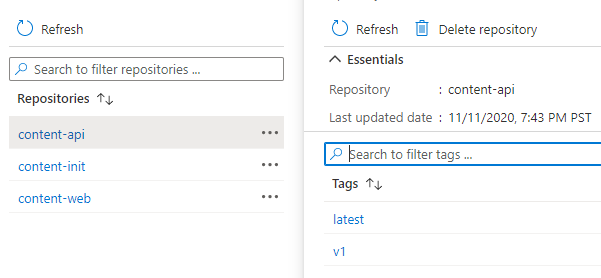 Refresh
Search to filter repositories ...
Repositories
content-api
content-init
content-web
Refresh
Delete repository
Essentials
Repository : content-api
Last updated date : 11/11/2020, 7:43 PM PST
Search to filter tags ...
Tags
latest
v1